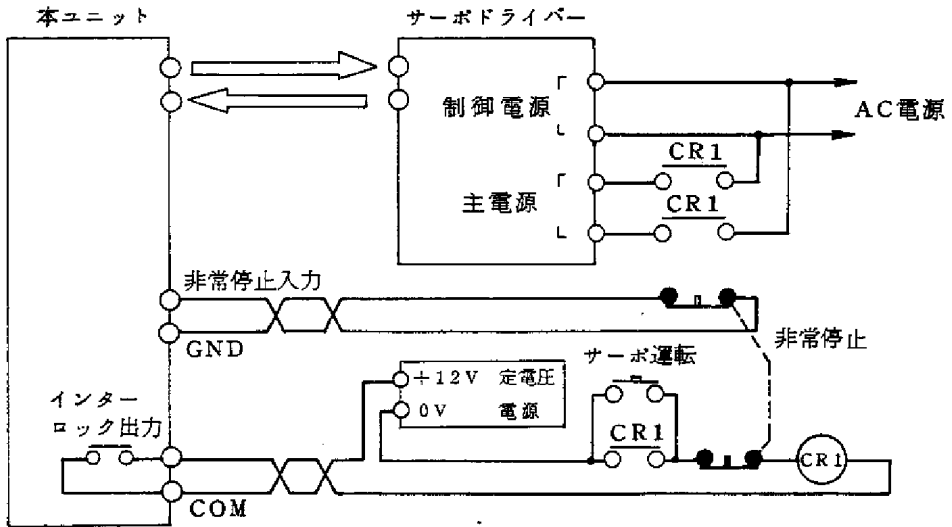 本ユニット
サーボドライバー
制御電源
AC電源
CR1
主電源
CR1
非常停止入力
GND
非常停止
サーボ運転
+12V 定電圧
0V 電源
インター
ロック出力
CR1
CR1
COM